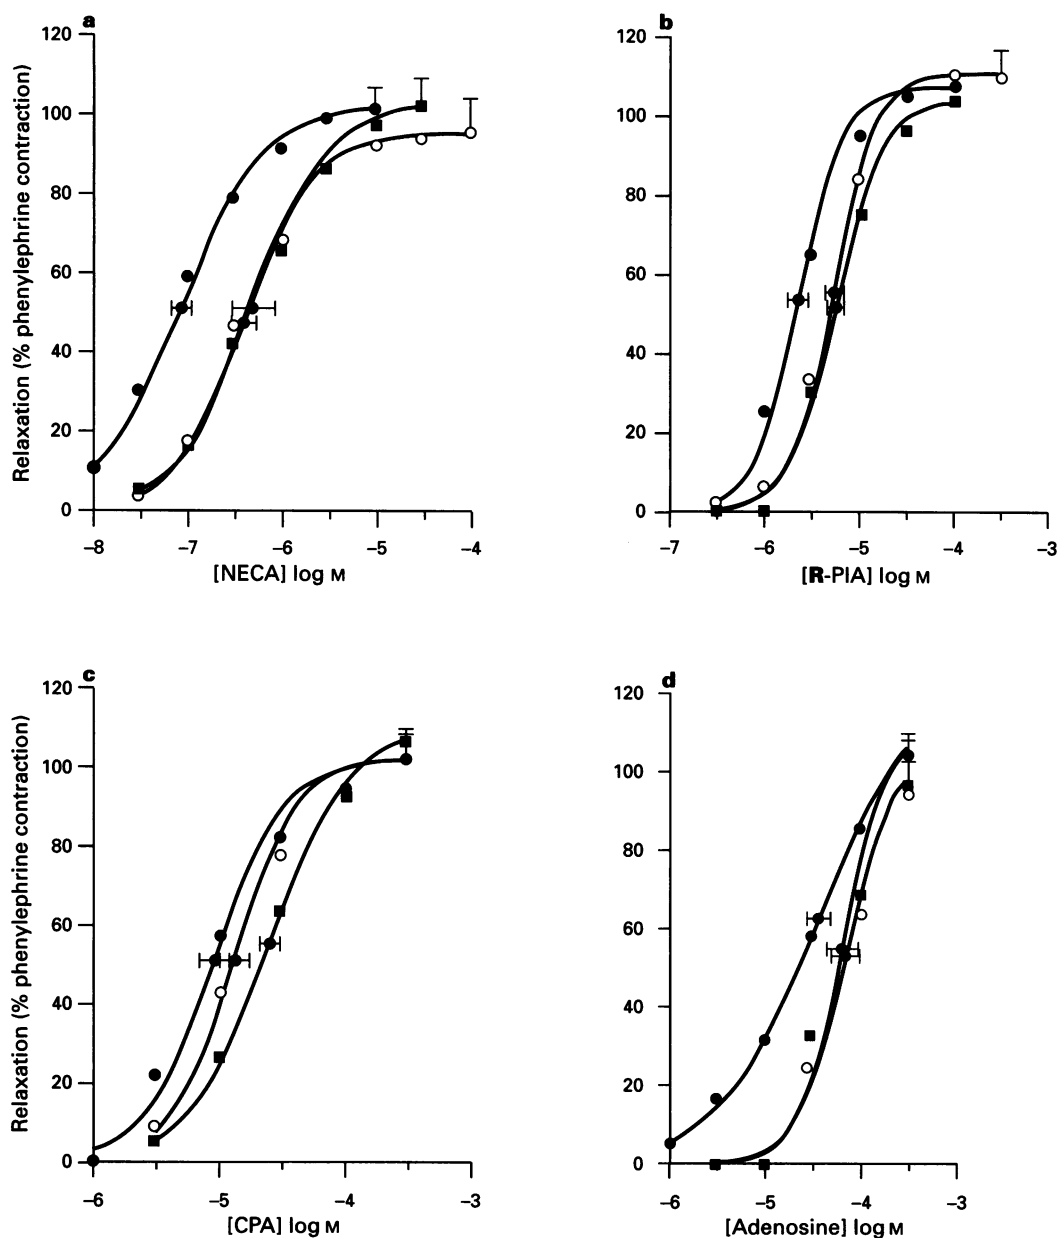 a
120
100
80
60
40
20
0
Relaxation (% phenylephrine contraction)
–8 –7 –6 –5 –4
[NECA] log M
b
120
100
80
60
40
20
0
–7 –6 –5 –4 –3
[R-PIA] log M
c
120
100
80
60
40
20
0
Relaxation (% phenylephrine contraction)
–6 –5 –4 –3
[CPA] log M
d
120
100
80
60
40
20
0
–6 –5 –4 –3
[Adenosine] log M